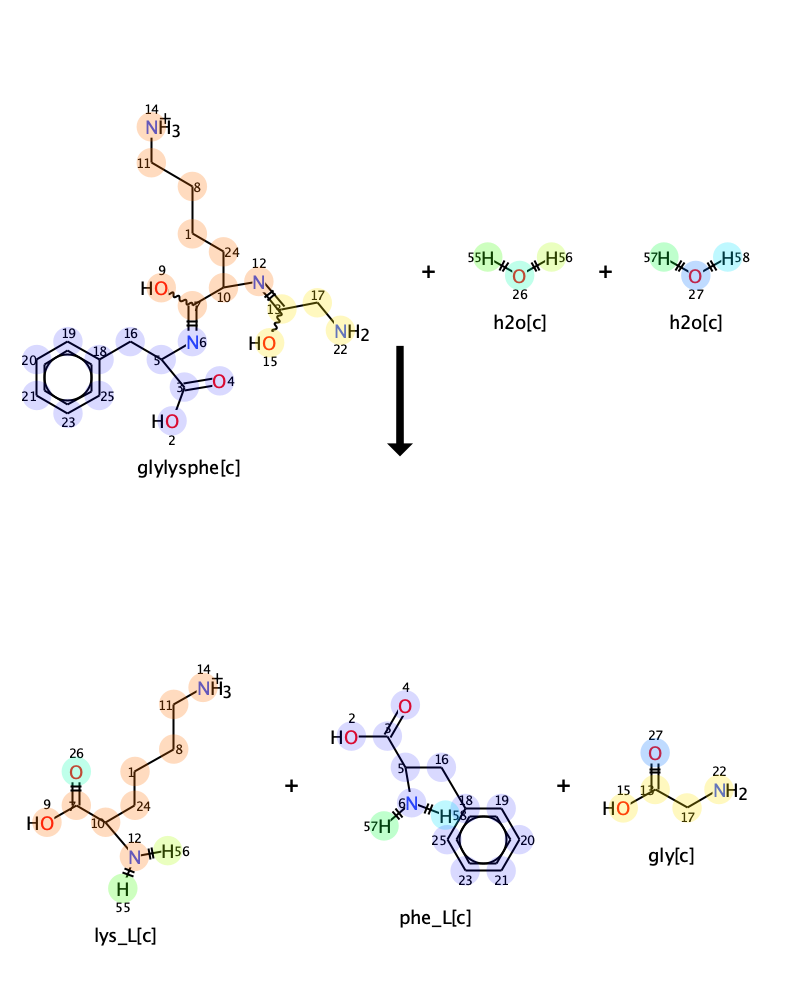 14
NH3+
11
8
1
24
9
12
HO
N
10
13
17
HO
NH2
15
22
19
16
N6
20
18
5
21
25
3
O4
23
HO
2
glylysphe[c]
+
55H
H56
O
26
h2o[c]
+
57H
H58
O
27
h2o[c]
14
NH3+
11
26
8
O
1
9
7
24
HO
10
12
N
H56
H
55
lys_L[c]
+
4
O
2
3
HO
5
16
6N
18
19
57H
H58
25
20
23
21
phe_L[c]
+
27
O
22
15
13
NH2
HO
17
gly[c]